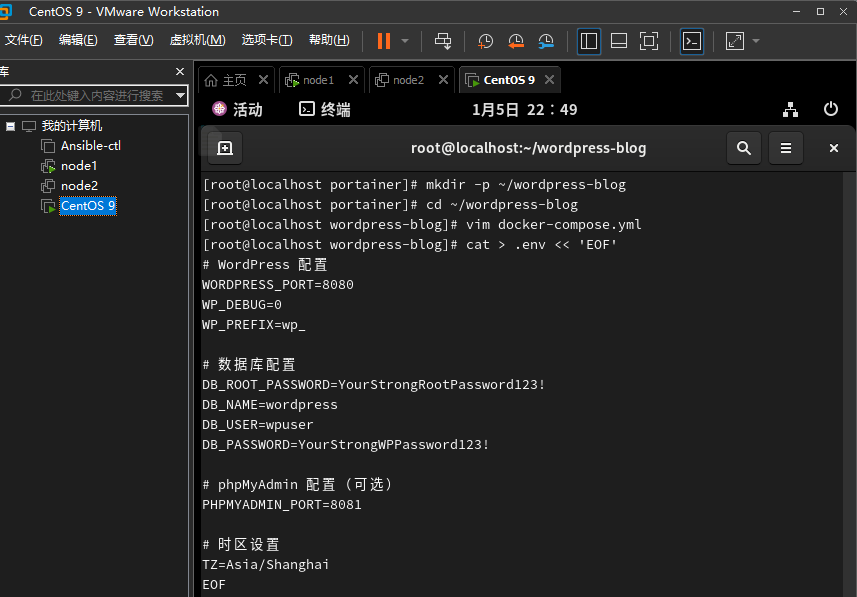 CentOS 9 - VMware Workstation
文件(F) 编辑(E) 查看(V) 虚拟机(M) 选项卡(T) 帮助(H)
库
在此处键入内容进行搜索
我的计算机
Ansible-ctl
node1
node2
CentOS 9
主页 node1 node2 CentOS 9
活动 终端 1月5日 22：49
root@localhost:~/wordpress-blog
[root@localhost portainer]# mkdir -p ~/wordpress-blog
[root@localhost portainer]# cd ~/wordpress-blog
[root@localhost wordpress-blog]# vim docker-compose.yml
[root@localhost wordpress-blog]# cat > .env << 'EOF'
# WordPress 配置
WORDPRESS_PORT=8080
WP_DEBUG=0
WP_PREFIX=wp_
# 数据库配置
DB_ROOT_PASSWORD=YourStrongRootPassword123!
DB_NAME=wordpress
DB_USER=wpuser
DB_PASSWORD=YourStrongWPPassword123!
# phpMyAdmin 配置（可选）
PHPMYADMIN_PORT=8081
# 时区设置
TZ=Asia/Shanghai
EOF